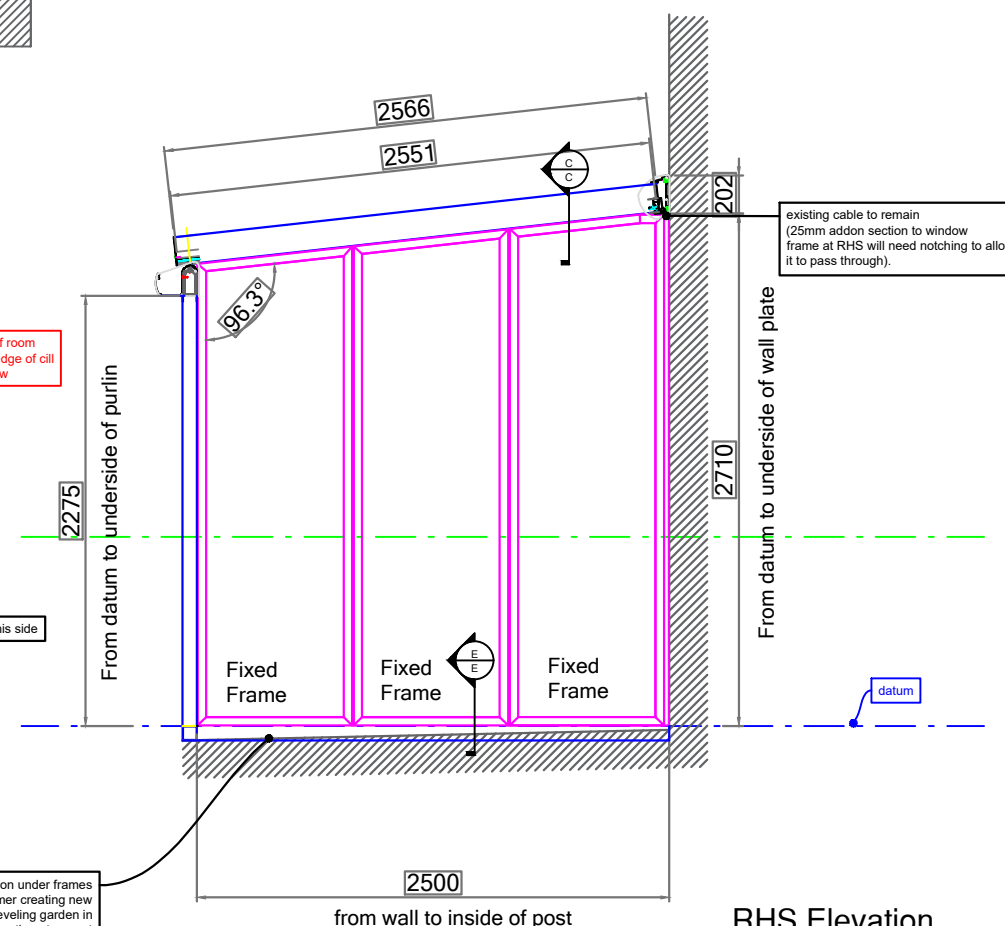 2566
2551
C
C
202
existing cable to remain
(25mm addon section to window
frame at RHS will need notching to allo
it to pass through).
96.3°
f room
dge of cill
w
From datum to underside of purlin
2275
From datum to underside of wall plate
2710
nis side
Fixed
Frame
Fixed
Frame
E
E
Fixed
Frame
datum
on under frames
mer creating new
eveling garden in
2500
from wall to inside of post
RHS Elevation